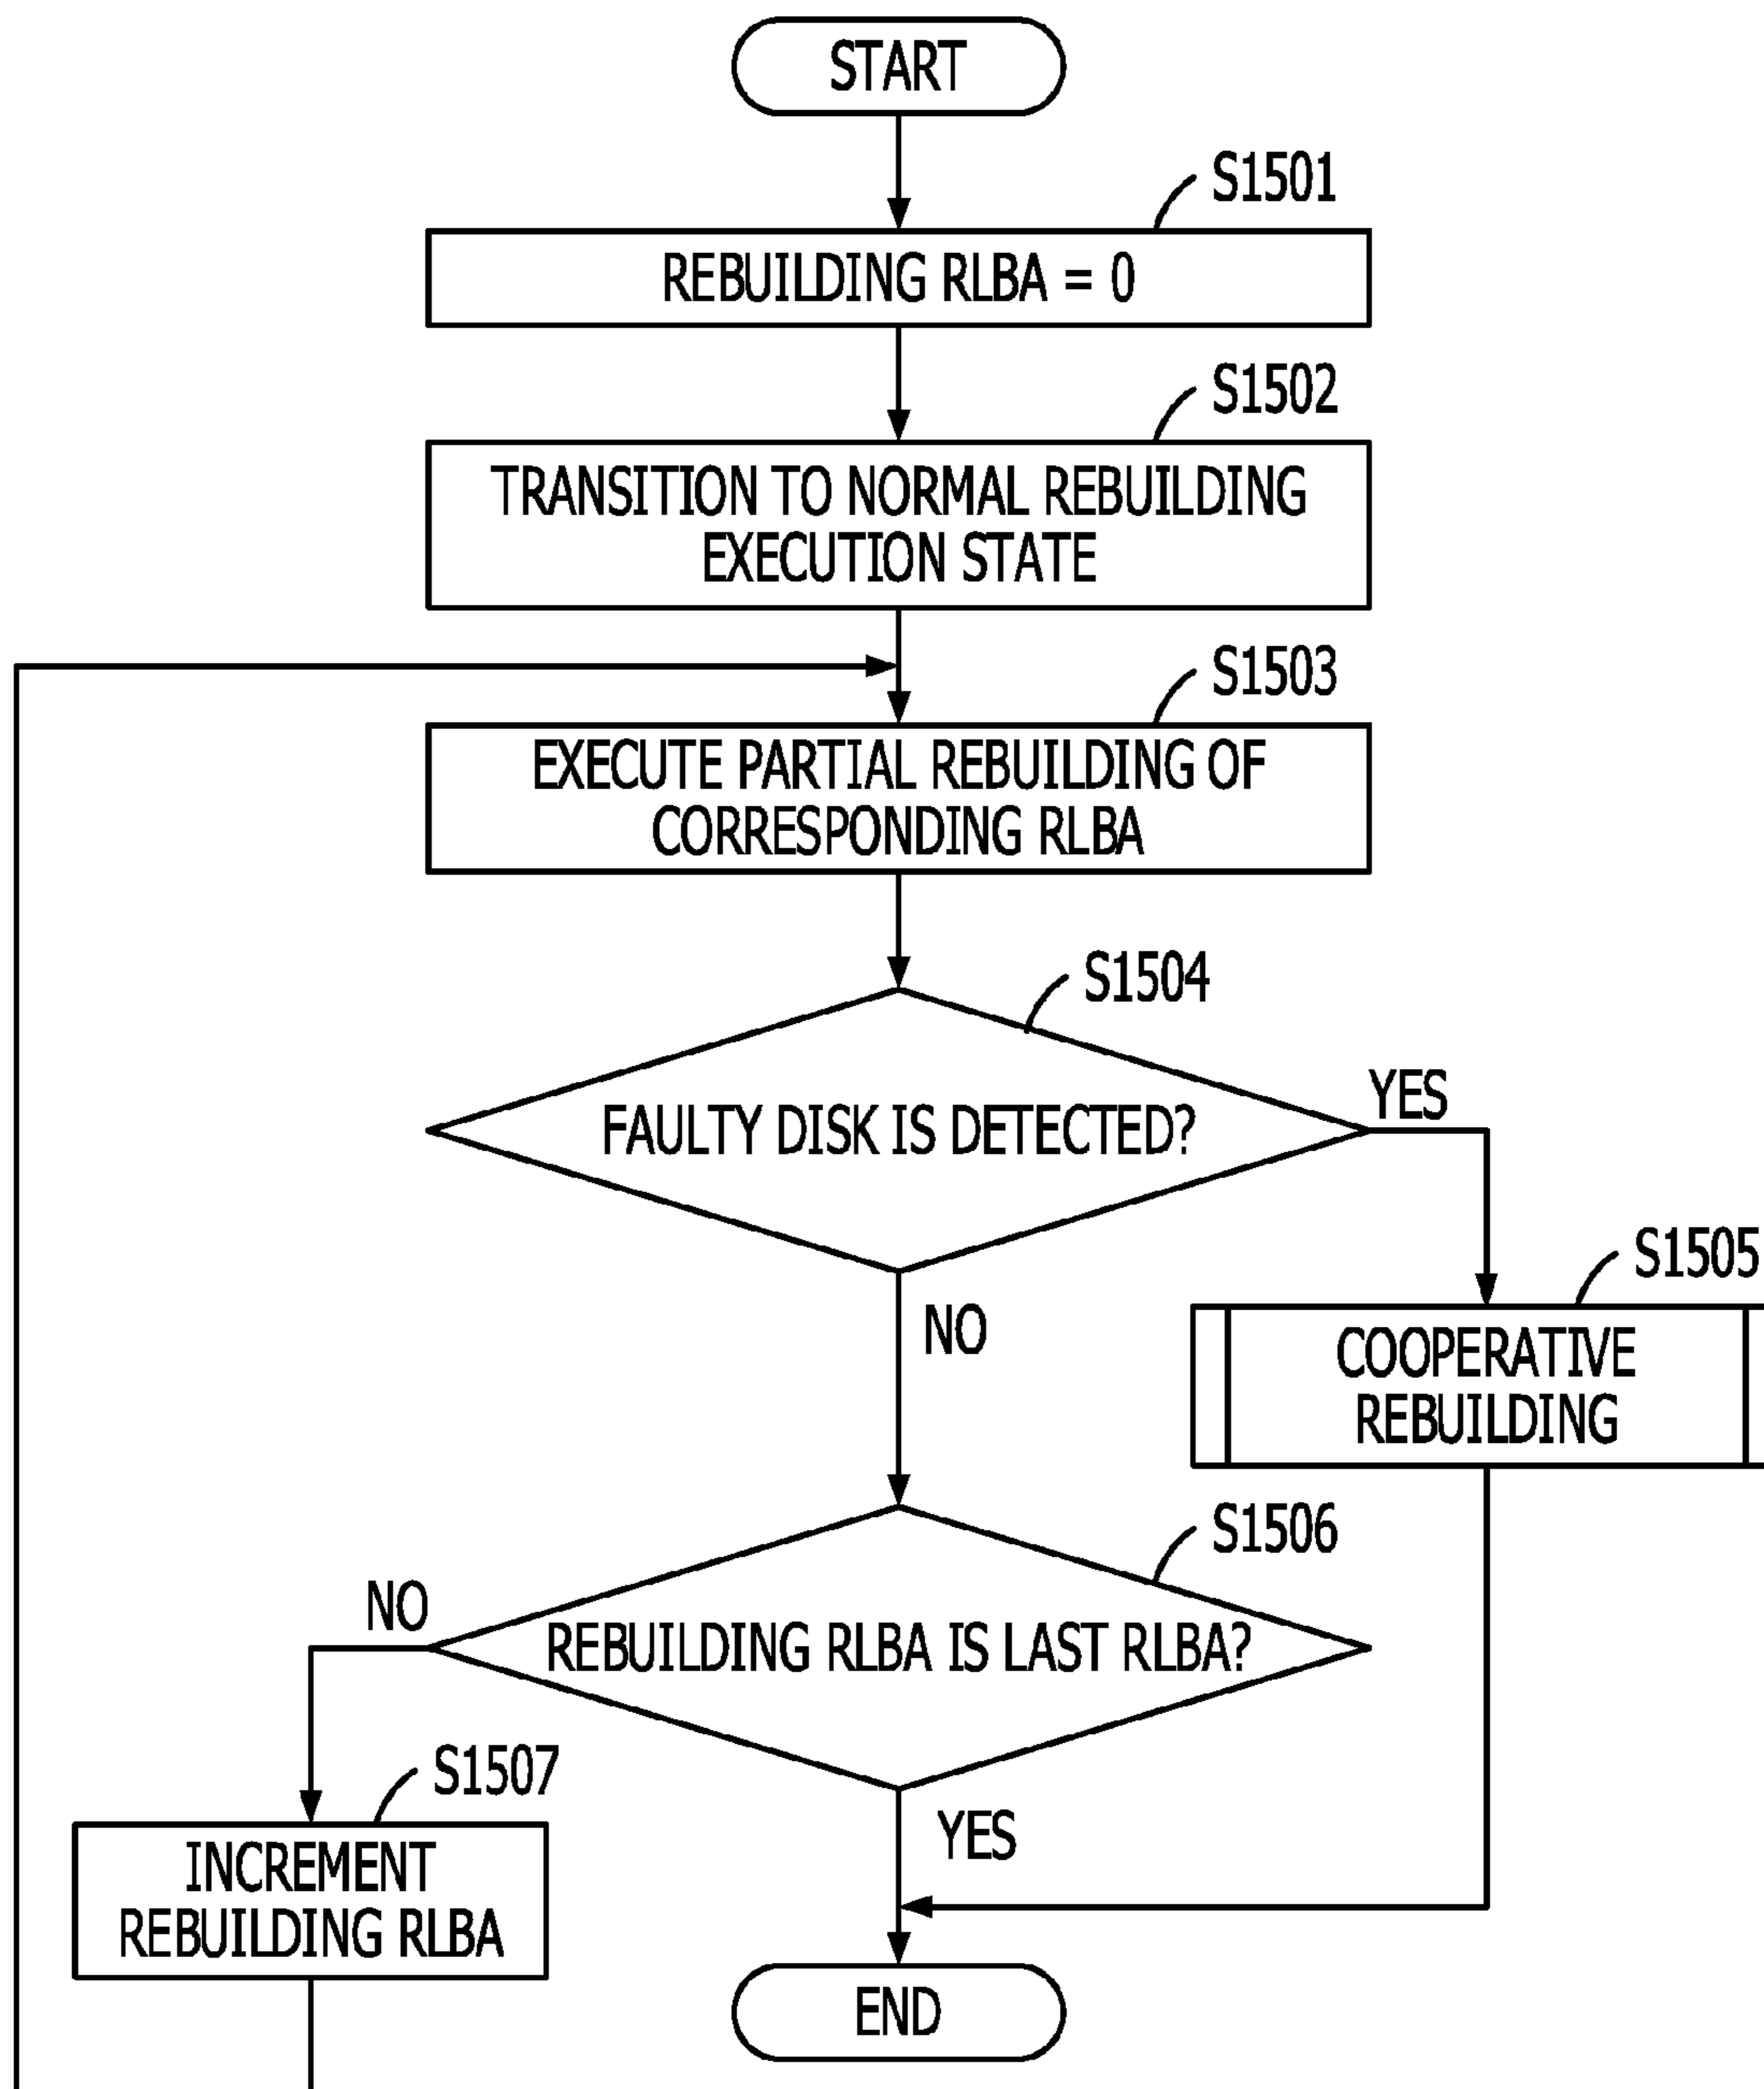 START
S1501
REBUILDING RLBA = 0
S1502
TRANSITION TO NORMAL REBUILDING
EXECUTION STATE
S1503
EXECUTE PARTIAL REBUILDING OF
CORRESPONDING RLBA
S1504
FAULTY DISK IS DETECTED?
YES
NO
S1505
COOPERATIVE
REBUILDING
S1506
REBUILDING RLBA IS LAST RLBA?
NO
YES
S1507
INCREMENT
REBUILDING RLBA
END